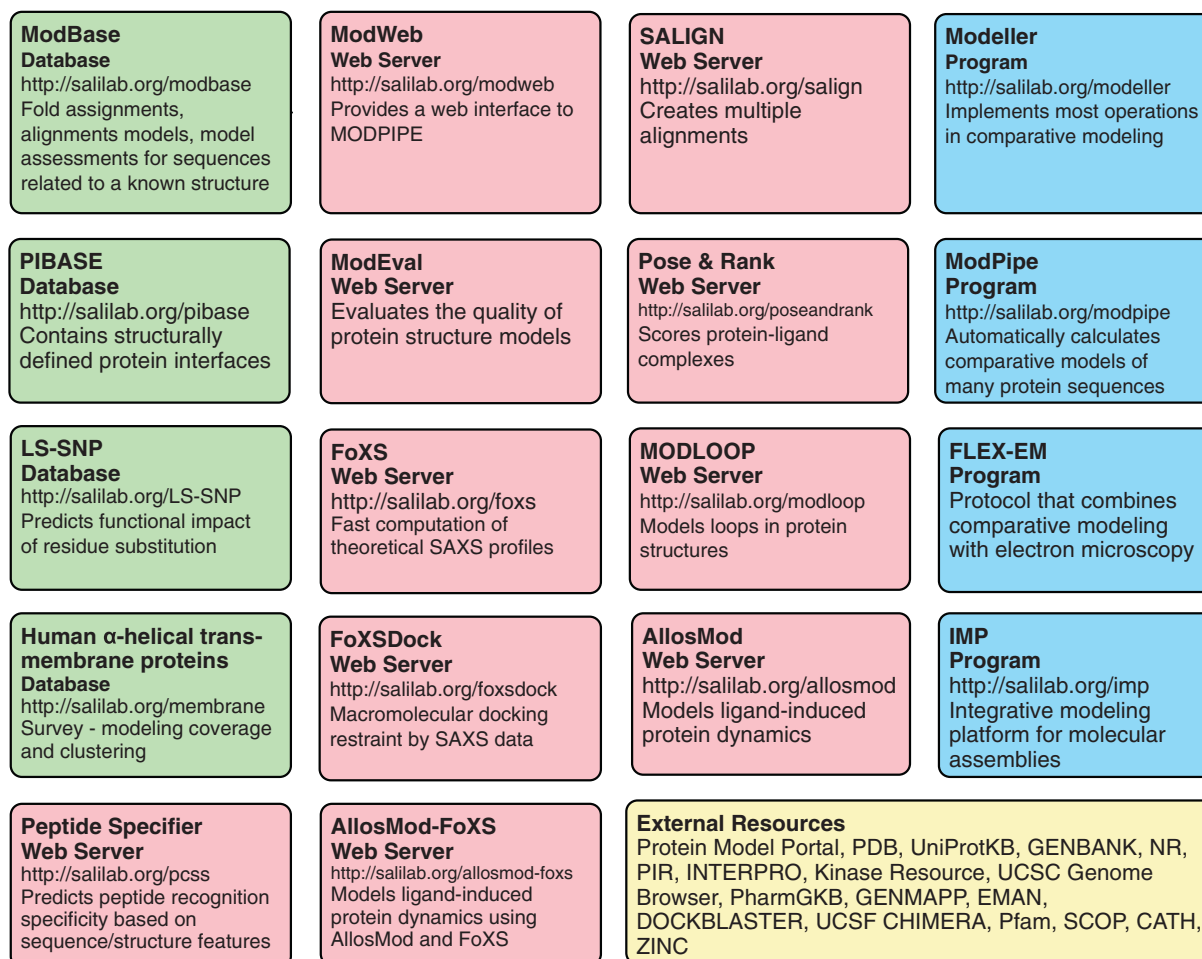 ModBase
Database
http://salilab.org/modbase
Fold assignments,
alignments models, model
assessments for sequences
related to a known structure
ModWeb
Web Server
http://salilab.org/modweb
Provides a web interface to
MODPIPE
SALIGN
Web Server
http://salilab.org/salign
Creates multiple
alignments
Modeller
Program
http://salilab.org/modeller
Implements most operations
in comparative modeling
PIBASE
Database
http://salilab.org/pibase
Contains structurally
defined protein interfaces
ModEval
Web Server
Evaluates the quality of
protein structure models
Pose & Rank
Web Server
http://salilab.org/poseandrank
Scores protein-ligand
complexes
ModPipe
Program
http://salilab.org/modpipe
Automatically calculates
comparative models of
many protein sequences
LS-SNP
Database
http://salilab.org/LS-SNP
Predicts functional impact
of residue substitution
FoXS
Web Server
http://salilab.org/foxs
Fast computation of
theoretical SAXS profiles
MODLOOP
Web Server
http://salilab.org/modloop
Models loops in protein
structures
FLEX-EM
Program
Protocol that combines
comparative modeling
with electron microscopy
Human α-helical trans-
membrane proteins
Database
http://salilab.org/membrane
Survey - modeling coverage
and clustering
FoXSDock
Web Server
http://salilab.org/foxsdock
Macromolecular docking
restraint by SAXS data
AllosMod
Web Server
http://salilab.org/allosmod
Models ligand-induced
protein dynamics
IMP
Program
http://salilab.org/imp
Integrative modeling
platform for molecular
assemblies
Peptide Specifier
Web Server
http://salilab.org/pcss
Predicts peptide recognition
specificity based on
sequence/structure features
AllosMod-FoXS
Web Server
http://salilab.org/allosmod-foxs
Models ligand-induced
protein dynamics using
AllosMod and FoXS
External Resources
Protein Model Portal, PDB, UniProtKB, GENBANK, NR,
PIR, INTERPRO, Kinase Resource, UCSC Genome
Browser, PharmGKB, GENMAPP, EMAN,
DOCKBLASTER, UCSF CHIMERA, Pfam, SCOP, CATH,
ZINC